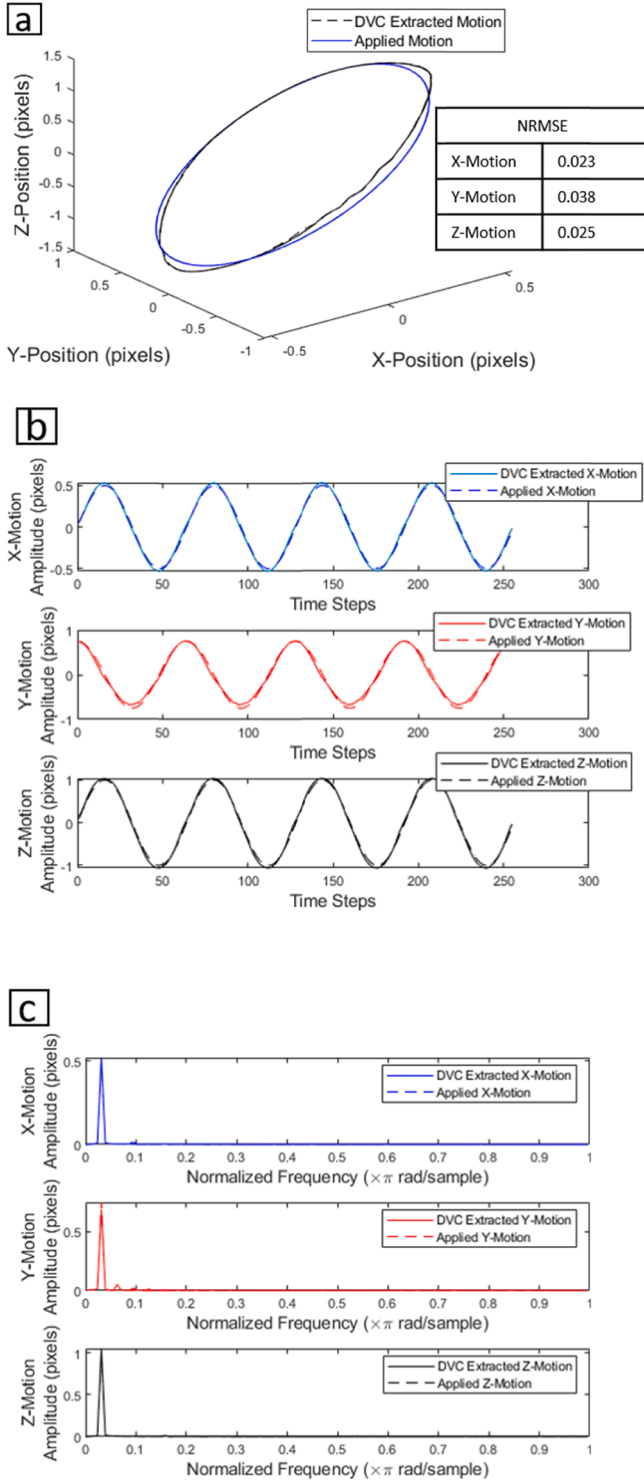 a
DVC Extracted Motion
Applied Motion
Z-Position (pixels)
1.5
1
0.5
0
-0.5
-1
-1.5
1
0.5
0
-0.5
-1
Y-Position (pixels)
-0.5
0
0.5
X-Position (pixels)
NRMSE
X-Motion 0.023
Y-Motion 0.038
Z-Motion 0.025
b
X-Motion
Amplitude (pixels)
0.5
0
-0.5
DVC Extracted X-Motion
Applied X-Motion
0 50 100 150 200 250 300
Time Steps
Y-Motion
Amplitude (pixels)
1
0
-1
DVC Extracted Y-Motion
Applied Y-Motion
0 50 100 150 200 250 300
Time Steps
Z-Motion
Amplitude (pixels)
1
0
-1
DVC Extracted Z-Motion
Applied Z-Motion
0 50 100 150 200 250 300
Time Steps
c
X-Motion
Amplitude (pixels)
0.5
0
DVC Extracted X-Motion
Applied X-Motion
0 0.1 0.2 0.3 0.4 0.5 0.6 0.7 0.8 0.9 1
Normalized Frequency (×π rad/sample)
Y-Motion
Amplitude (pixels)
0.5
0
DVC Extracted Y-Motion
Applied Y-Motion
0 0.1 0.2 0.3 0.4 0.5 0.6 0.7 0.8 0.9 1
Normalized Frequency (×π rad/sample)
Z-Motion
Amplitude (pixels)
1
0.5
0
DVC Extracted Z-Motion
Applied Z-Motion
0 0.1 0.2 0.3 0.4 0.5 0.6 0.7 0.8 0.9 1
Normalized Frequency (×π rad/sample)